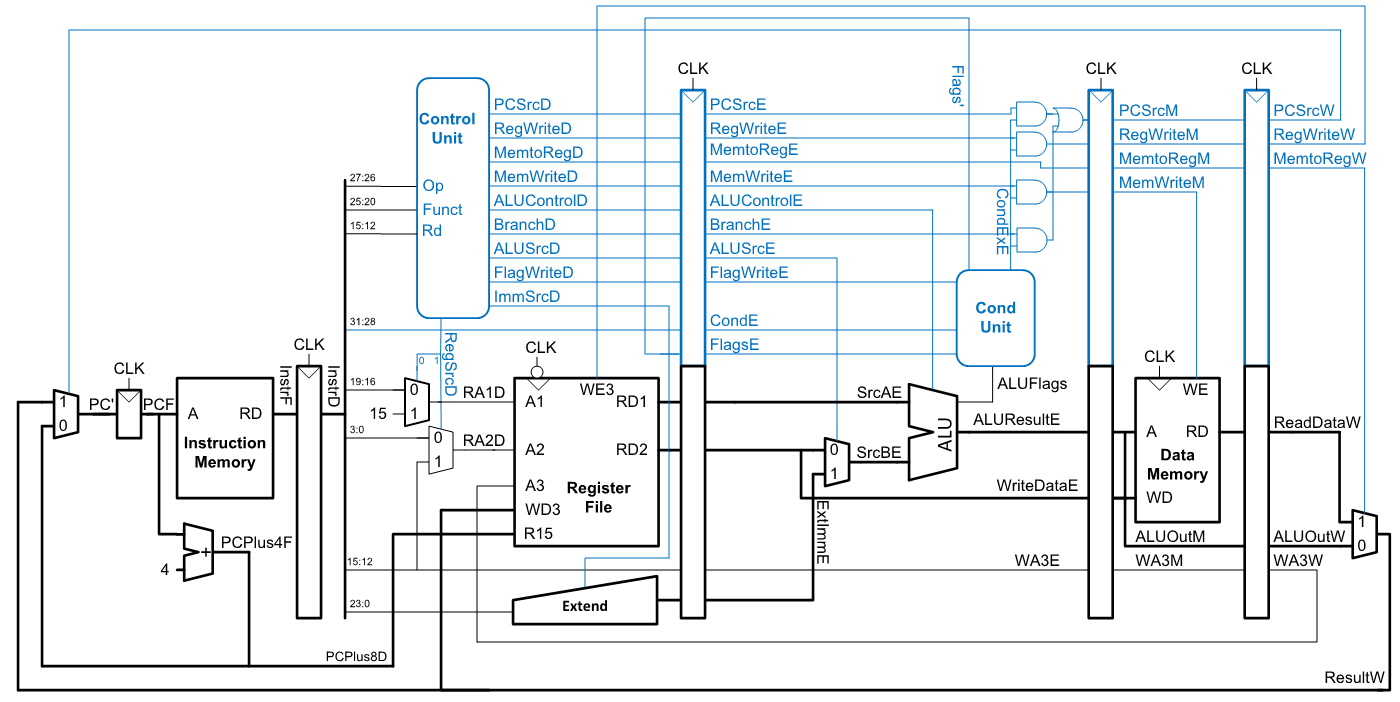 CLK
CLK
CLK
Flags'
Control
Unit
PCSrcD
RegWriteD
MemtoRegD
MemWriteD
ALUControlD
BranchD
ALUSrcD
FlagWriteD
ImmSrcD
PCSrcE
RegWriteE
MemtoRegE
MemWriteE
ALUControlE
BranchE
ALUSrcE
FlagWriteE
CondE
FlagsE
PCSrcM
RegWriteM
MemtoRegM
MemWriteM
PCSrcW
RegWriteW
MemtoRegW
27:26
Op
25:20
Funct
15:12
Rd
CondExE
Cond
Unit
31:28
RegSrcD
0 1
CLK
CLK
CLK
CLK
InstrF
InstrD
ALUFlags
1
0
PC'
PCF
A
RD
Instruction
Memory
19:16
15
0
1
RA1D
3:0
0
1
RA2D
A1
WE3
RD1
A2
RD2
A3
WD3
R15
Register
File
SrcAE
0
1
SrcBE
ALU
ALUResultE
WriteDataE
ExtImmE
A
WE
RD
Data
Memory
WD
ReadDataW
1
0
ALUOutM
ALUOutW
+
PCPlus4F
4
15:12
WA3E
WA3M
WA3W
23:0
Extend
PCPlus8D
ResultW